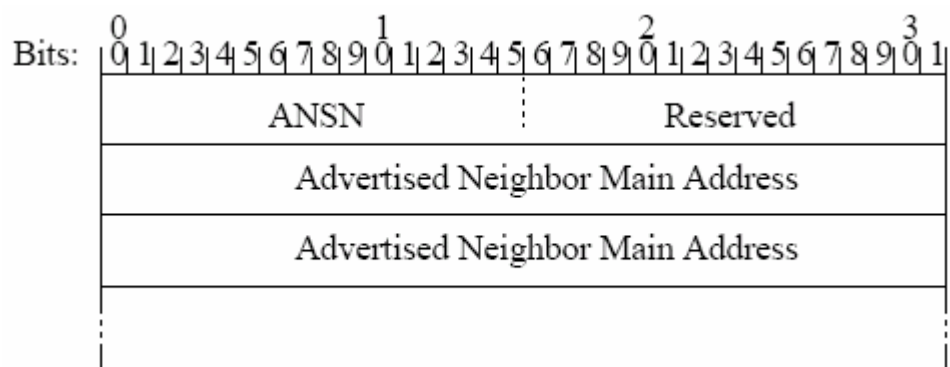 0 1 2 3
Bits: 0 1 2 3 4 5 6 7 8 9 0 1 2 3 4 5 6 7 8 9 0 1 2 3 4 5 6 7 8 9 0 1
ANSN Reserved
Advertised Neighbor Main Address
Advertised Neighbor Main Address